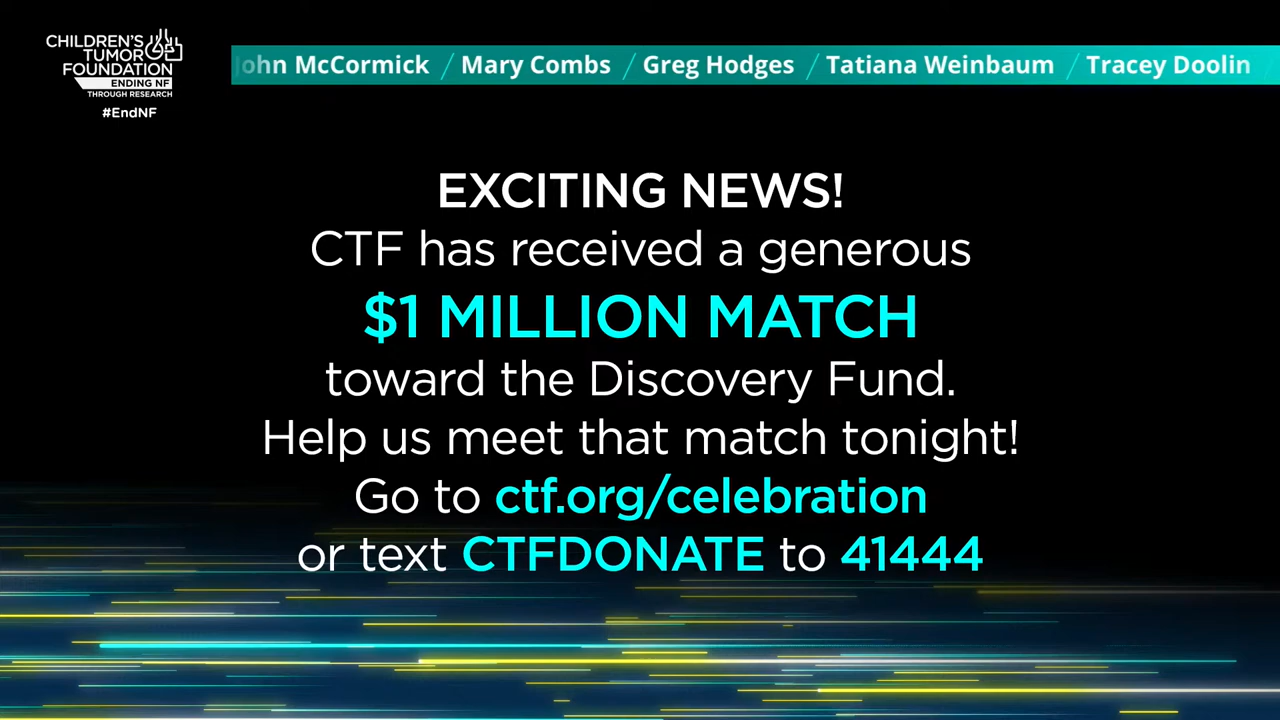 CHILDREN'S
TUMOR
FOUNDATION
ENDING NF
THROUGH RESEARCH
#EndNF
John McCormick / Mary Combs / Greg Hodges / Tatiana Weinbaum / Tracey Doolin /
EXCITING NEWS!
CTF has received a generous
$1 MILLION MATCH
toward the Discovery Fund.
Help us meet that match tonight!
Go to ctf.org/celebration
or text CTFDONATE to 41444